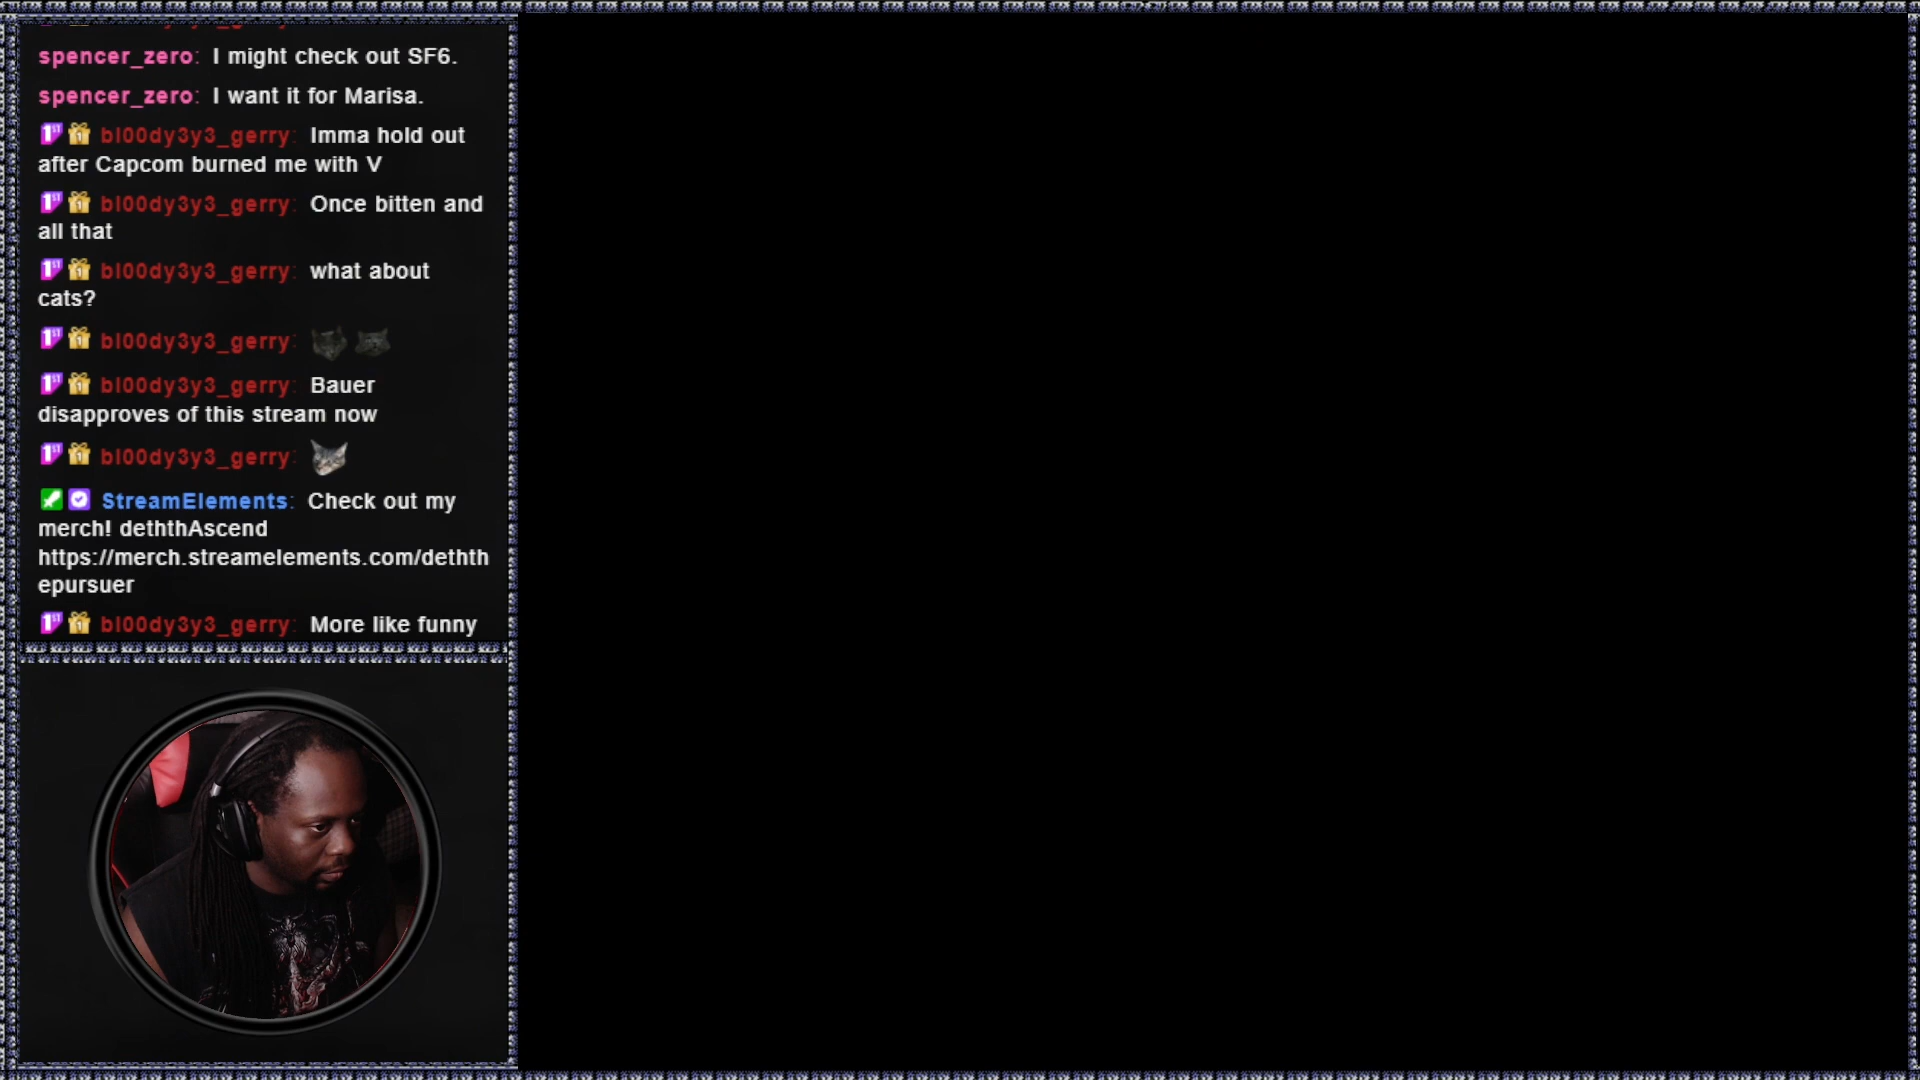 spencer_zero: I might check out SF6.
spencer_zero: I want it for Marisa.
bl00dy3y3_gerry: Imma hold out
after Capcom burned me with V
bl00dy3y3_gerry: Once bitten and
all that
bl00dy3y3_gerry: what about
cats?
bl00dy3y3_gerry:
bl00dy3y3_gerry: Bauer
disapproves of this stream now
bl00dy3y3_gerry:
StreamElements: Check out my
merch! deththAscend
https://merch.streamelements.com/dethth
epursuer
bl00dy3y3_gerry: More like funny